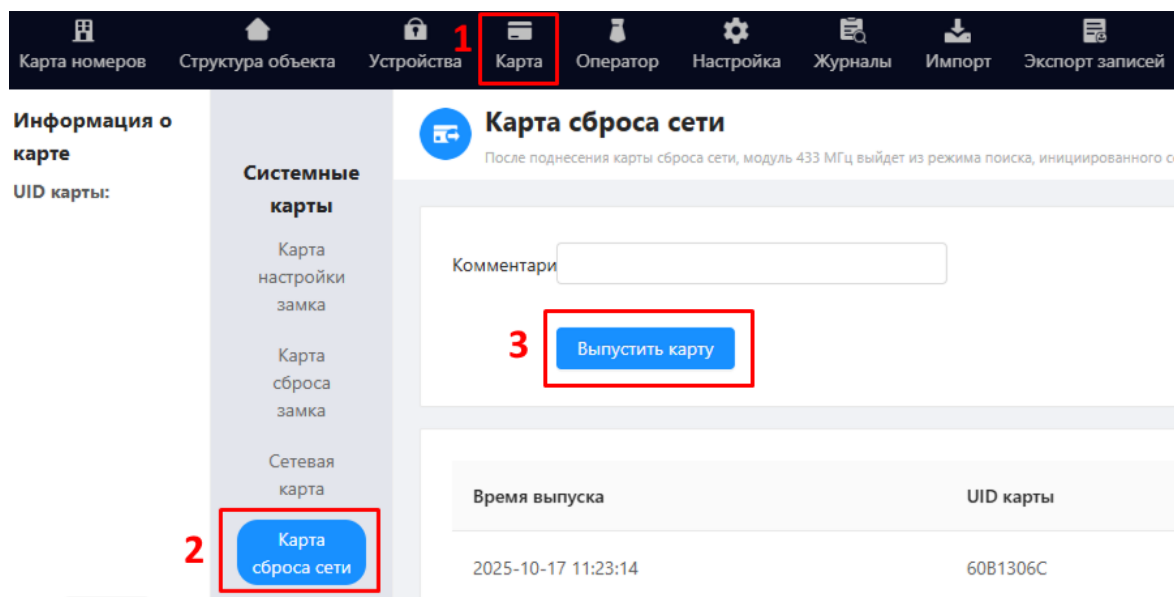 Карта номеров Структура объекта Устройства 1 Карта Оператор Настройка Журналы Импорт Экспорт записей
Информация о
карте
UID карты:
Системные
карты
Карта
настройки
замка
Карта
сброса
замка
Сетевая
карта
2
Карта
сброса сети
Карта сброса сети
После поднесения карты сброса сети, модуль 433 МГц выйдет из режима поиска, инициированного
Комментари
3 Выпустить карту
Время выпуска UID карты
2025-10-17 11:23:14 60B1306C